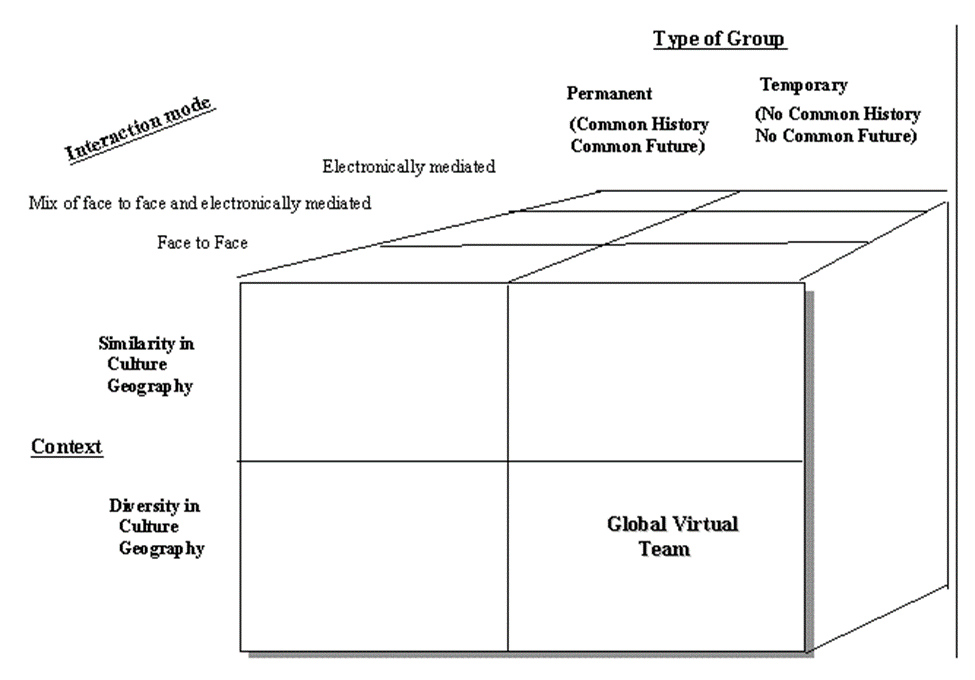 Type of Group
Interaction mode
Permanent
(Common History
Common Future)
Temporary
(No Common History
No Common Future)
Electronically mediated
Mix of face to face and electronically mediated
Face to Face
Similarity in
Culture
Geography
Context
Diversity in
Culture
Geography
Global Virtual
Team